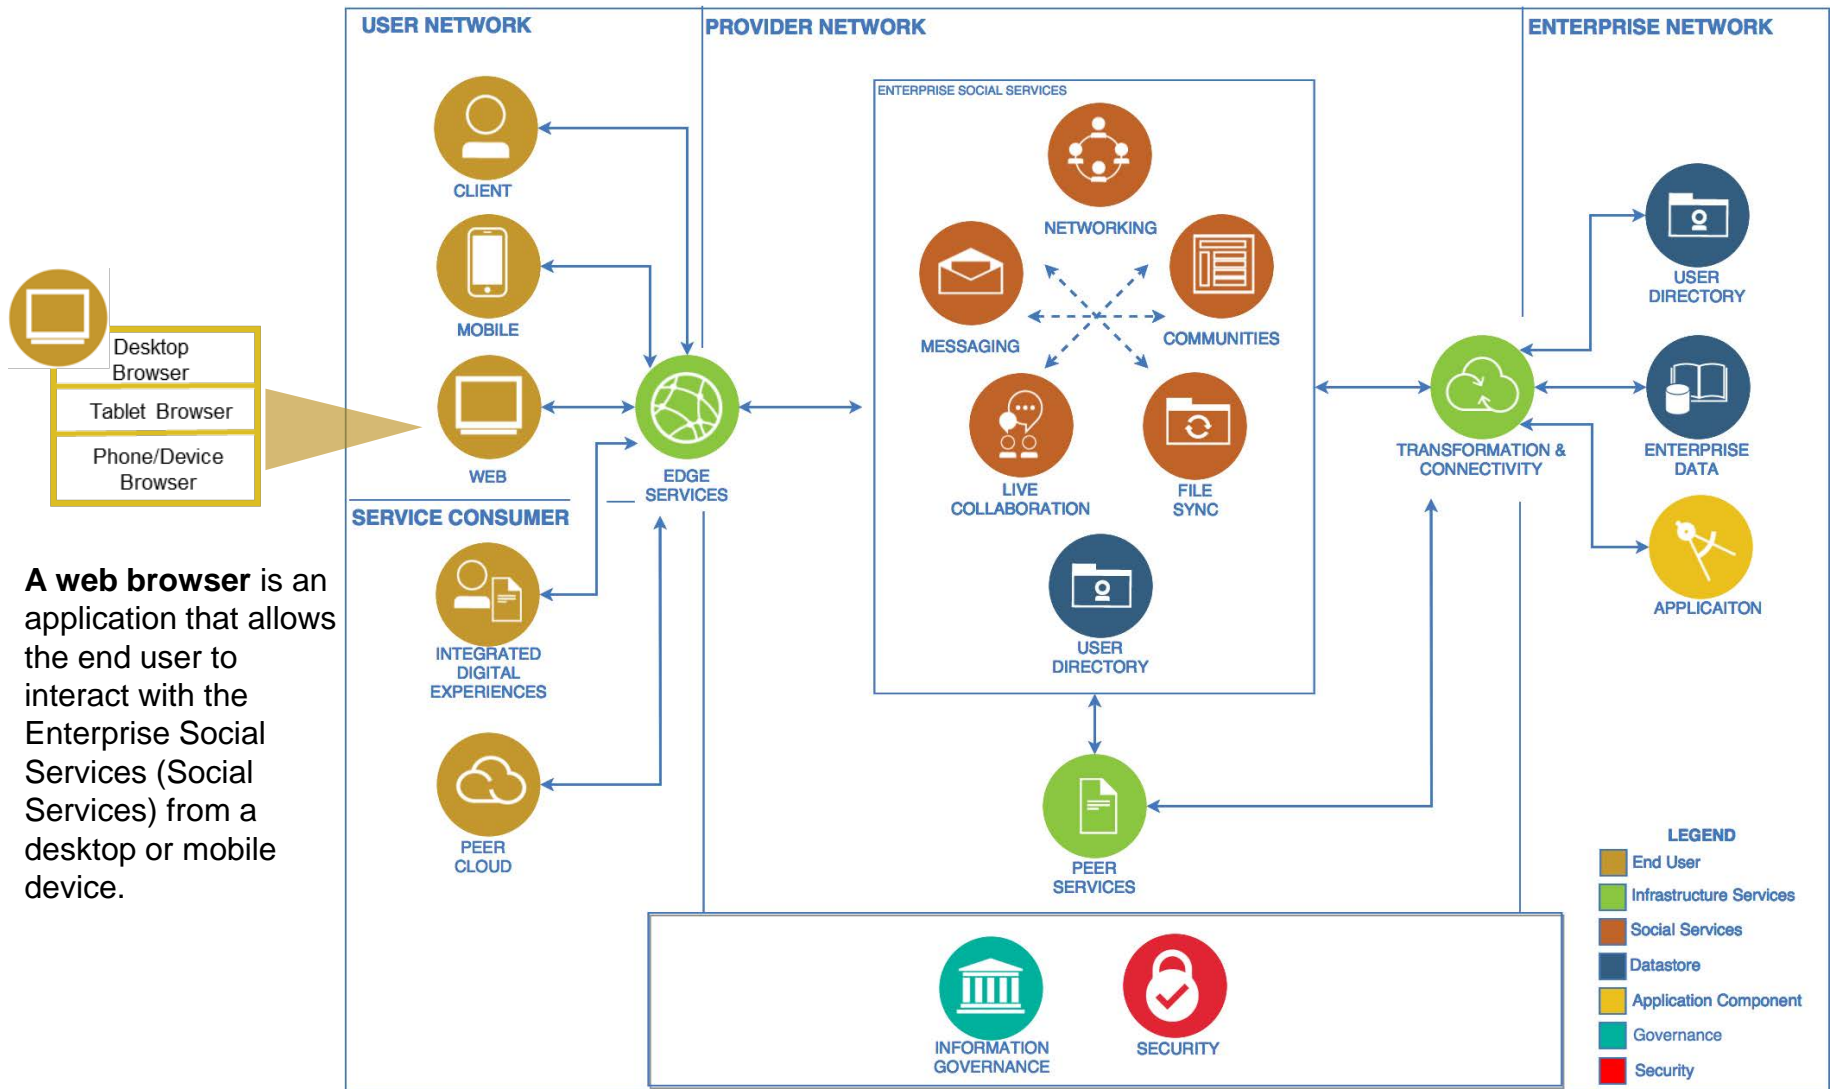 USER NETWORK
PROVIDER NETWORK
ENTERPRISE NETWORK
CLIENT
MOBILE
WEB
Desktop
Browser
Tablet Browser
Phone/Device
Browser
A web browser is an
application that allows
the end user to
interact with the
Enterprise Social
Services (Social
Services) from a
desktop or mobile
device.
SERVICE CONSUMER
INTEGRATED
DIGITAL
EXPERIENCES
PEER
CLOUD
EDGE
SERVICES
ENTERPRISE SOCIAL SERVICES
NETWORKING
MESSAGING
COMMUNITIES
LIVE
COLLABORATION
FILE
SYNC
USER
DIRECTORY
PEER
SERVICES
TRANSFORMATION &
CONNECTIVITY
USER
DIRECTORY
ENTERPRISE
DATA
APPLICAITON
INFORMATION
GOVERNANCE
SECURITY
LEGEND
End User
Infrastructure Services
Social Services
Datastore
Application Component
Governance
Security